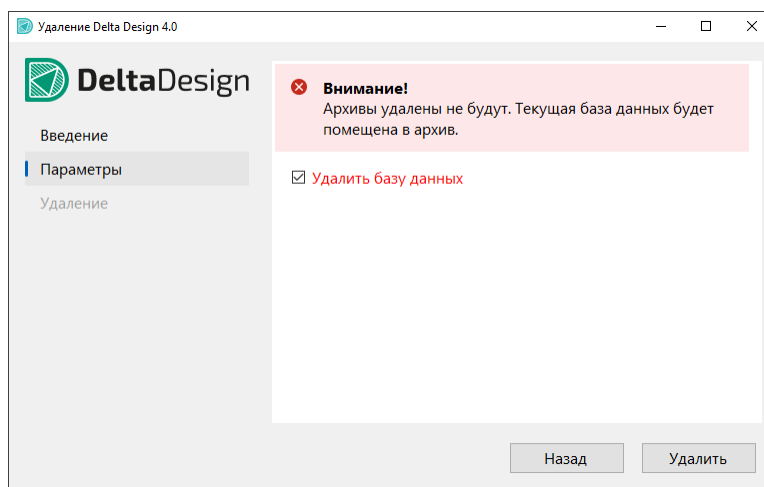 Удаление Delta Design 4.0
DeltaDesign
Введение
Параметры
Удаление
Внимание!
Архивы удалены не будут. Текущая база данных будет
помещена в архив.
Удалить базу данных
Назад
Удалить